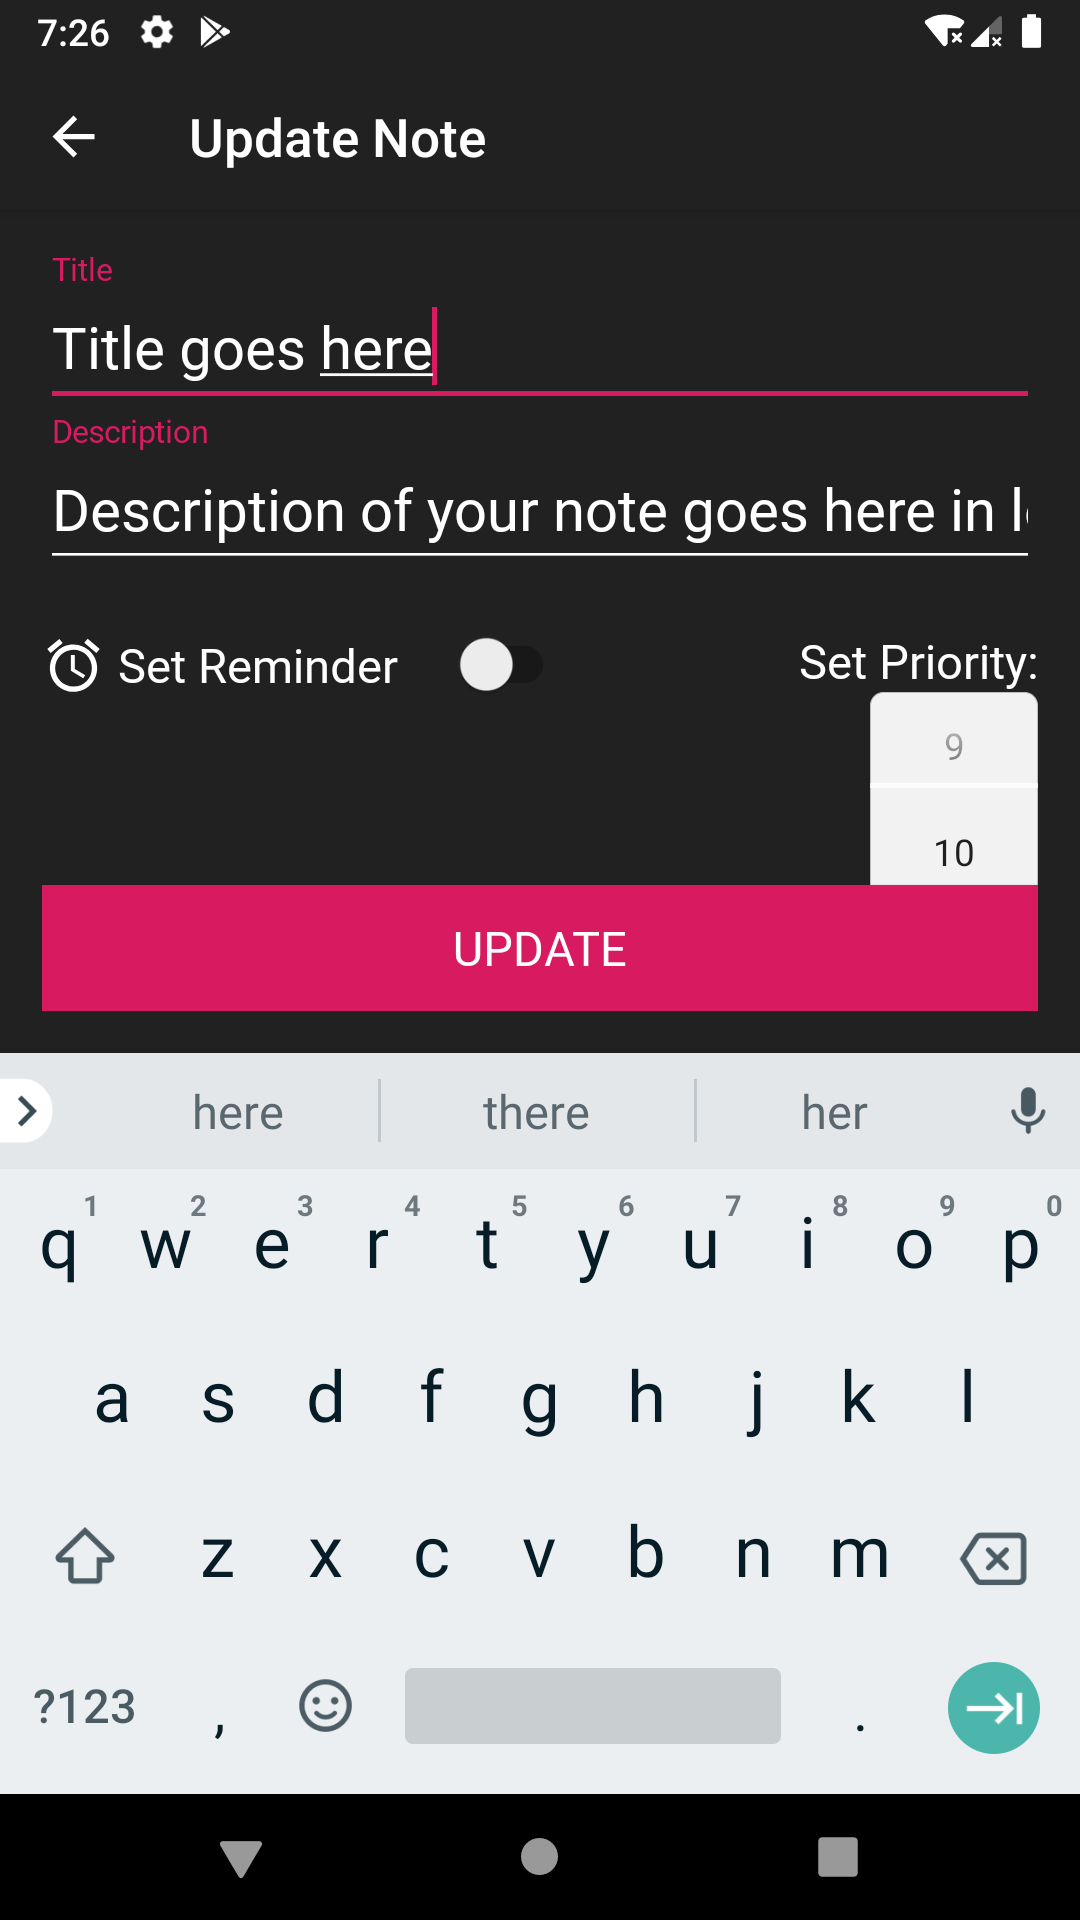 7:26
Update Note
Title
Title goes here
Description
Description of your note goes here in l
Set Reminder
Set Priority:
9
10
UPDATE
here there her
1 2 3 4 5 6 7 8 9 0
q w e r t y u i o p
a s d f g h j k l
z x c v b n m
?123 , .